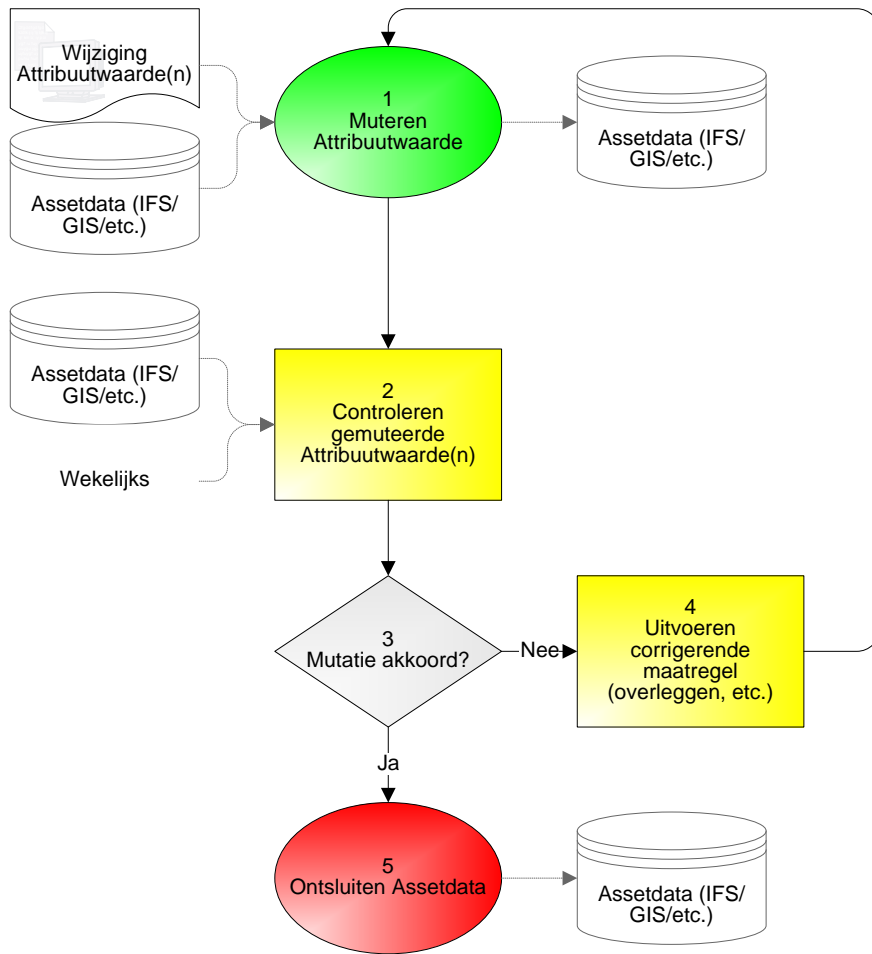 Wijziging
Attribuutwaarde(n)
1
Muteren
Attribuutwaarde
Assetdata (IFS/
GIS/etc.)
Assetdata (IFS/
GIS/etc.)
Assetdata (IFS/
GIS/etc.)
2
Controleren
gemuteerde
Attribuutwaarde(n)
Wekelijks
3
Mutatie akkoord?
Nee
4
Uitvoeren
corrigerende
maatregel
(overleggen, etc.)
Ja
5
Ontsluiten Assetdata
Assetdata (IFS/
GIS/etc.)